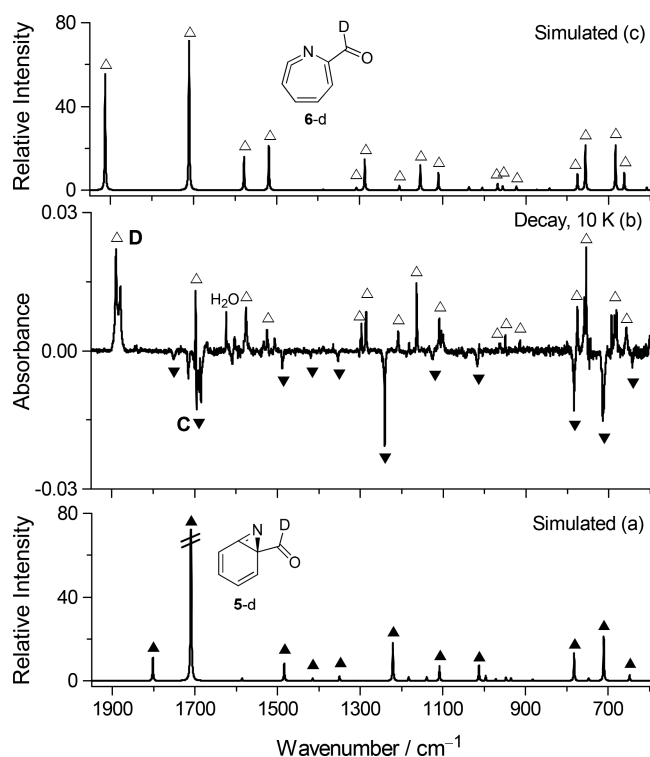 80
Simulated (c)
D
N
O
6-d
40
0
Relative Intensity
0.03
Decay, 10 K (b)
D
H2O
0.00
C
-0.03
Absorbance
80
Simulated (a)
N
D
O
5-d
40
0
Relative Intensity
1900 1700 1500 1300 1100 900 700
Wavenumber / cm−1